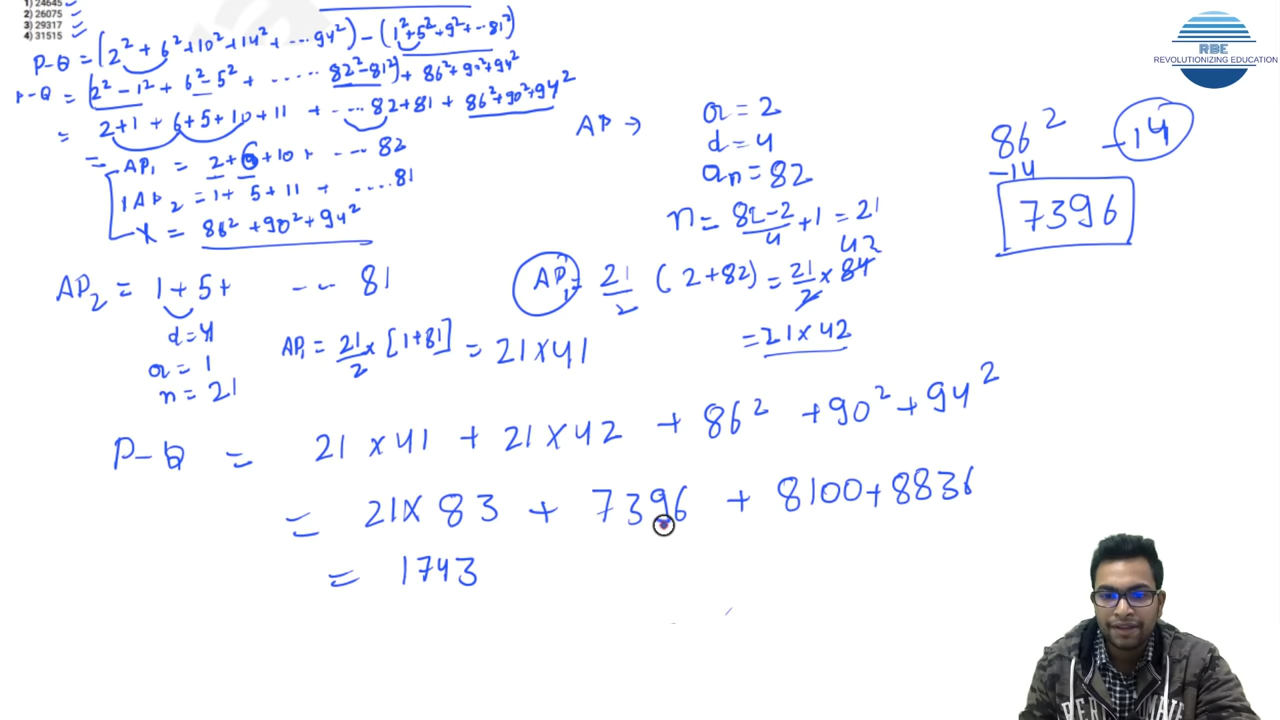 1) 24645
2) 26075
3) 29317
4) 31515
P-Q = (2² + 6² + 10² + 14² + ... 94²) - (1² + 5² + 9² + ... 81²)
P-Q = (2² - 1² + 6² - 5² + ...... 82² - 81²) + 86² + 90² + 94²
= 2+1 + 6+5 + 10 + 11 + ... 82+81 + 86² + 90² + 94²
= AP₁ = 2+6+10+ .... 82
AP₂ = 1+ 5+11 + .....81
X = 86² + 90² + 94²
AP →
a = 2
d = 4
an = 82
n = 82-2/4 + 1 = 21
86² -14
-14
7396
AP₂ = 1+5+ ... 81
d = 4
a = 1
n = 21
AP₁ = 21/2 (2+82) = 21/2 x 84
42
= 21 x 42
AP₁ = 21/2 x [1+81] = 21 x 41
P-Q = 21 x 41 + 21 x 42 + 86² + 90² + 94²
= 21 x 83 + 7396 + 8100 + 8836
= 1743
RBE
REVOLUTIONIZING EDUCATION